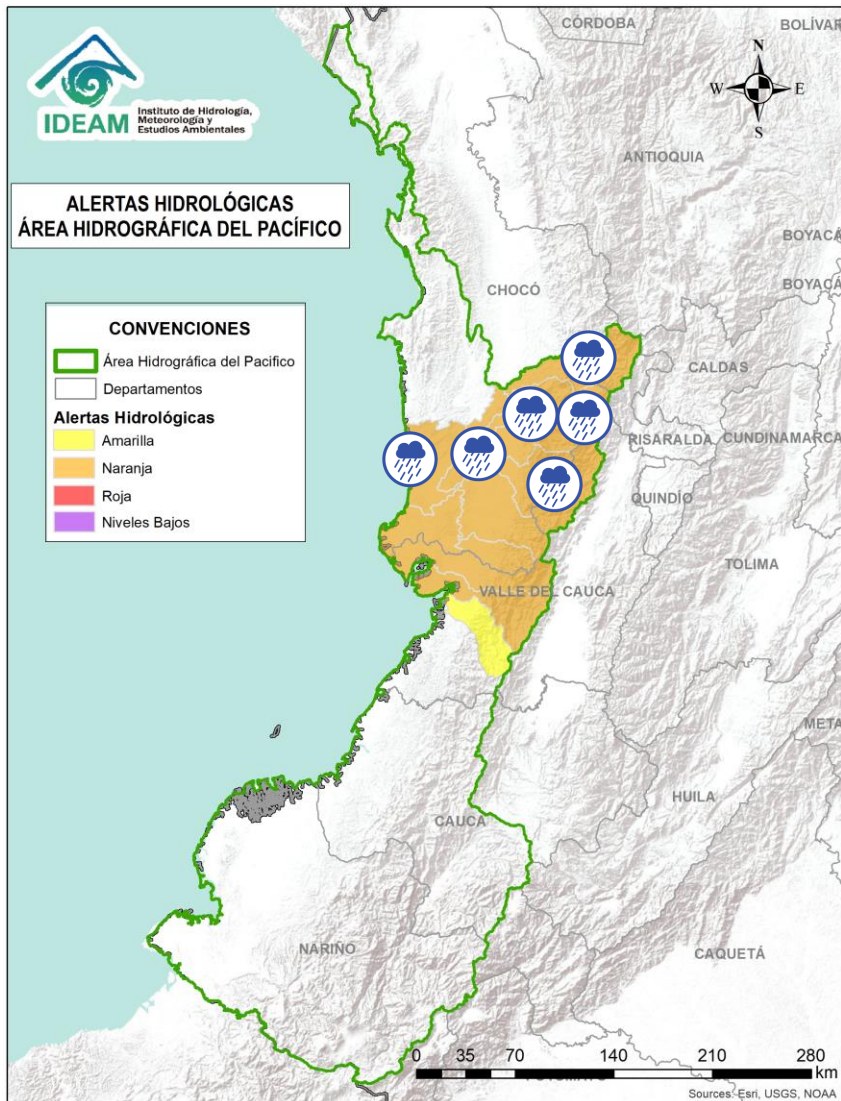 CÓRDOBA
BOLÍVAR
IDEAM
Instituto de Hidrología,
Meteorología y
Estudios Ambientales
N
W
E
S
ANTIOQUIA
ALERTAS HIDROLÓGICAS
ÁREA HIDROGRÁFICA DEL PACÍFICO
BOYACÁ
BOYACÁ
CHOCÓ
CONVENCIONES
Área Hidrográfica del Pacifico
Departamentos
Alertas Hidrológicas
Amarilla
Naranja
Roja
Niveles Bajos
CALDAS
RISARALDA
CUNDINAMARCA
QUINDÍO
TOLIMA
VALLE DEL CAUCA
META
HUILA
CAUCA
NARIÑO
CAQUETÁ
0 35 70 140 210 280
km
Sources: Esri, USGS, NOAA